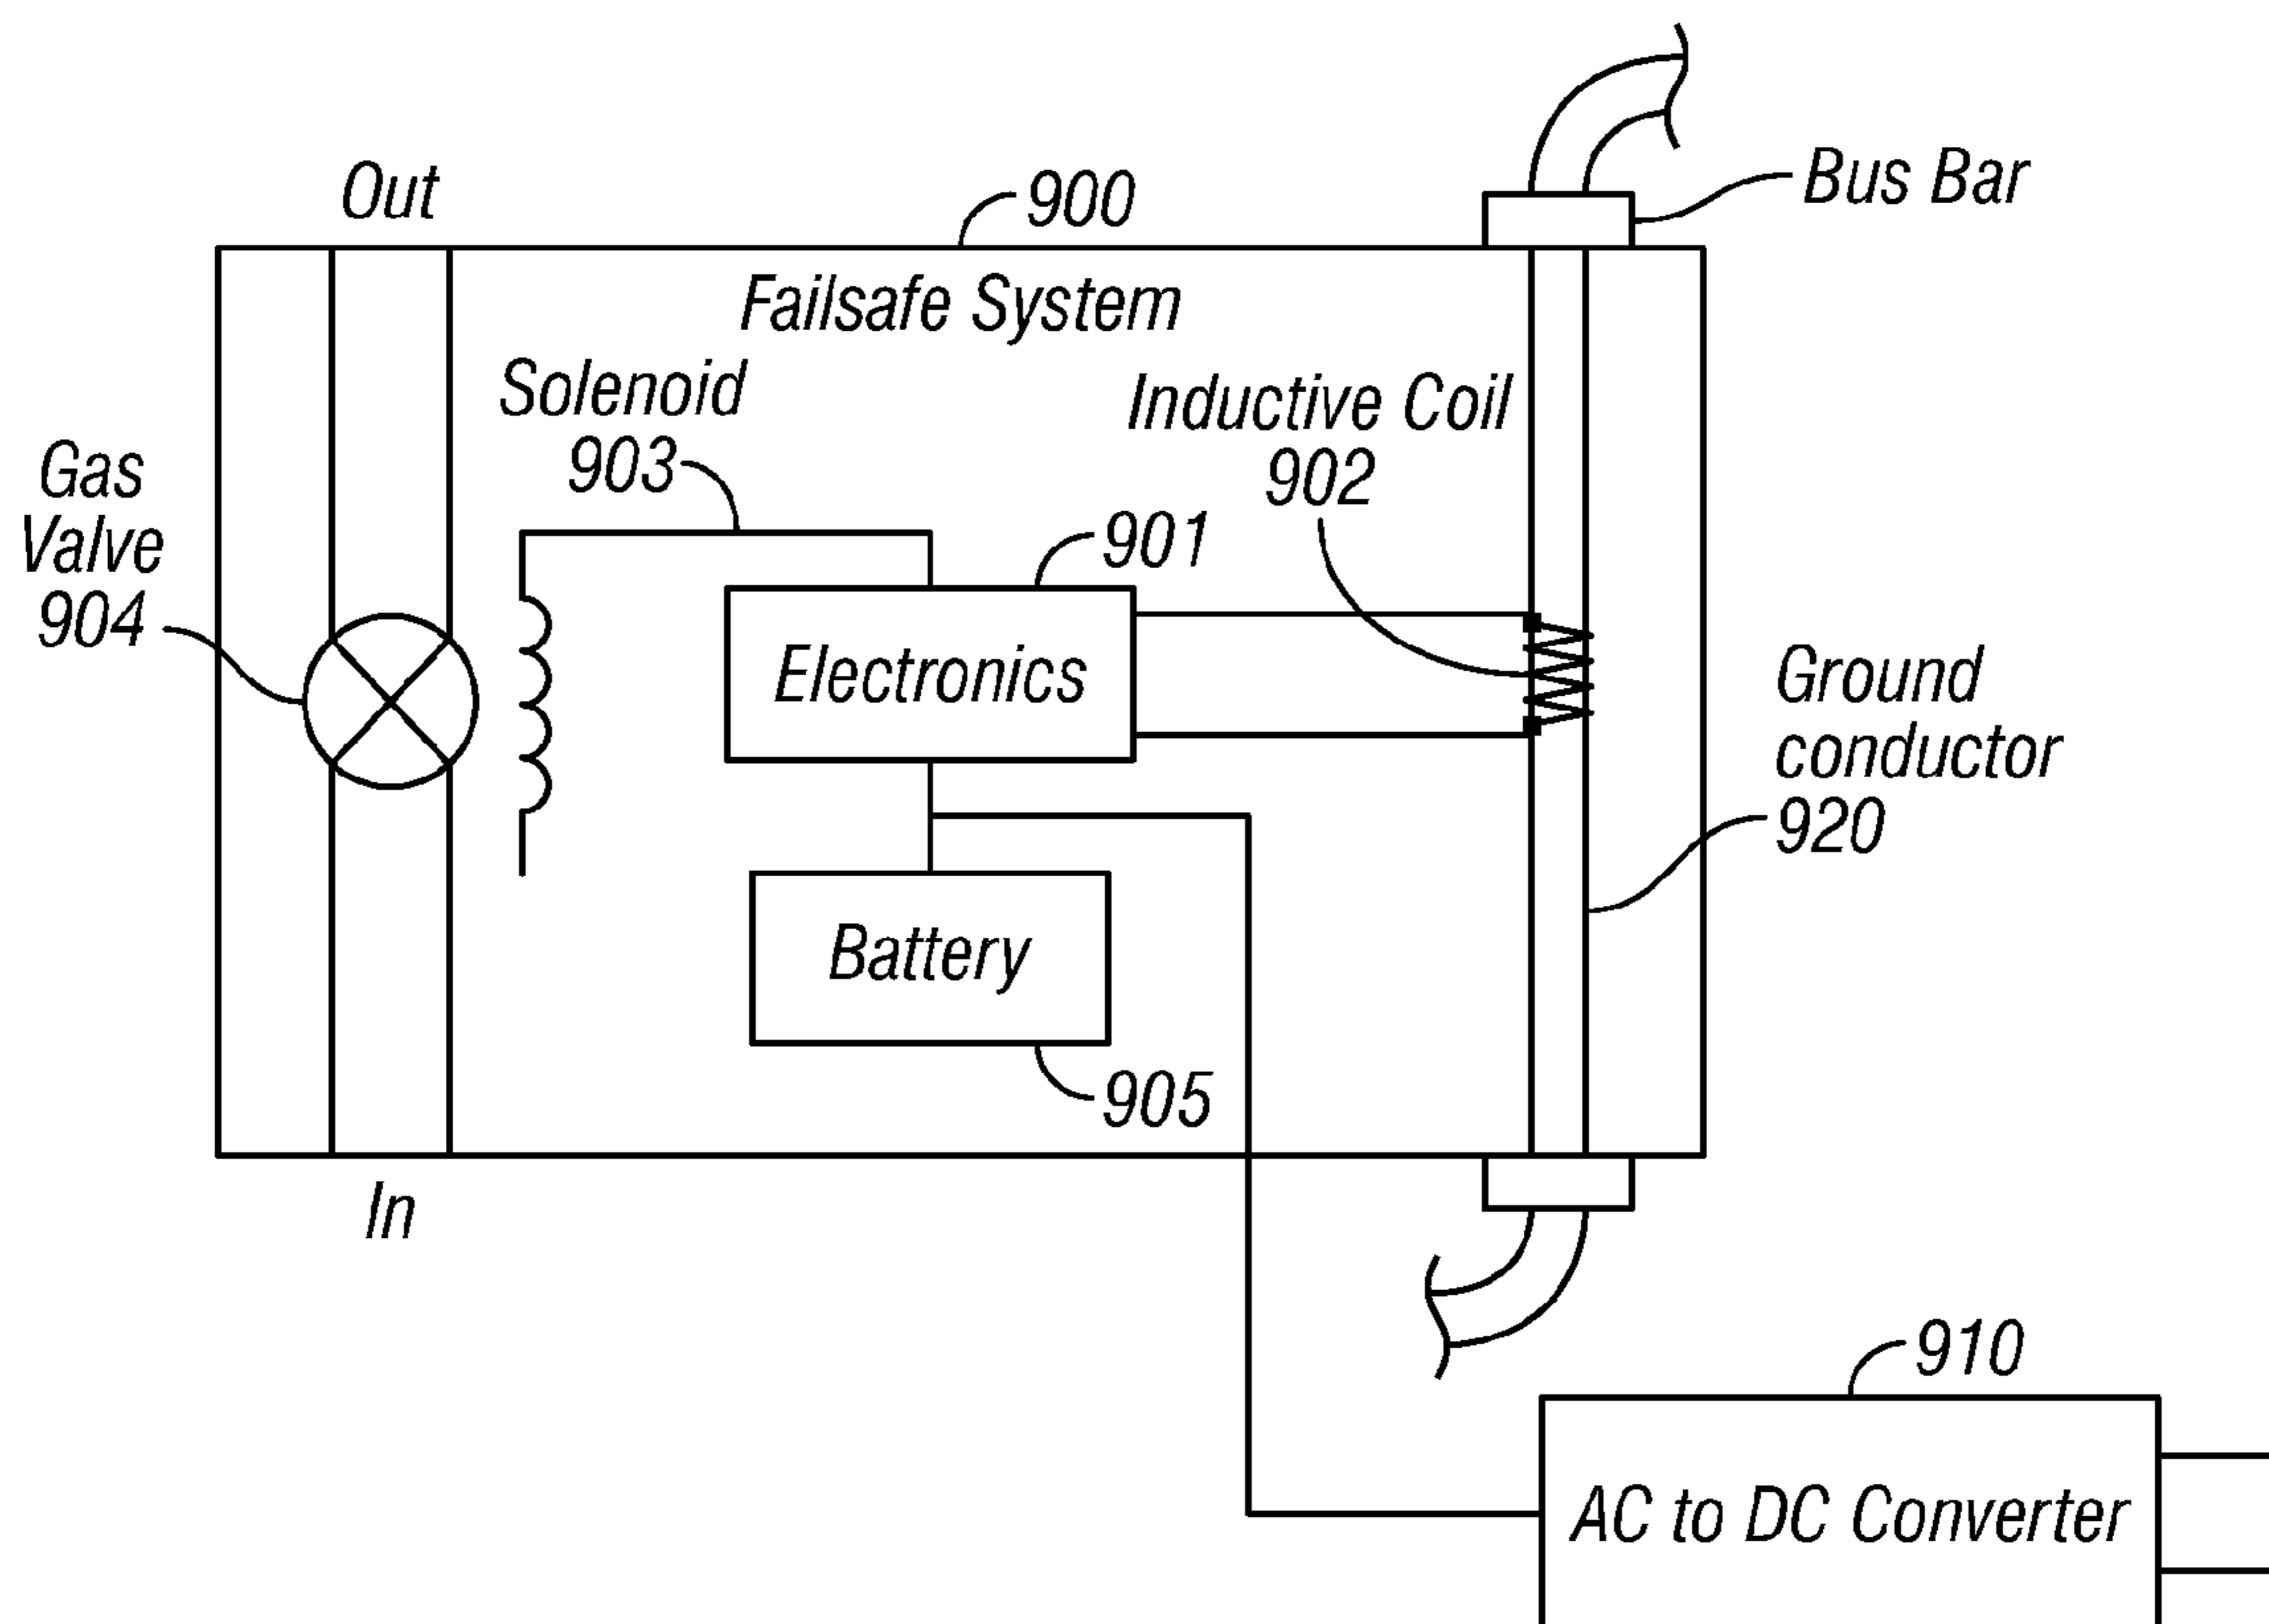 Out
900
Bus Bar
Failsafe System
Solenoid
903
Inductive Coil
902
Gas
Valve
904
901
Electronics
Ground
conductor
920
Battery
905
In
910
AC to DC Converter